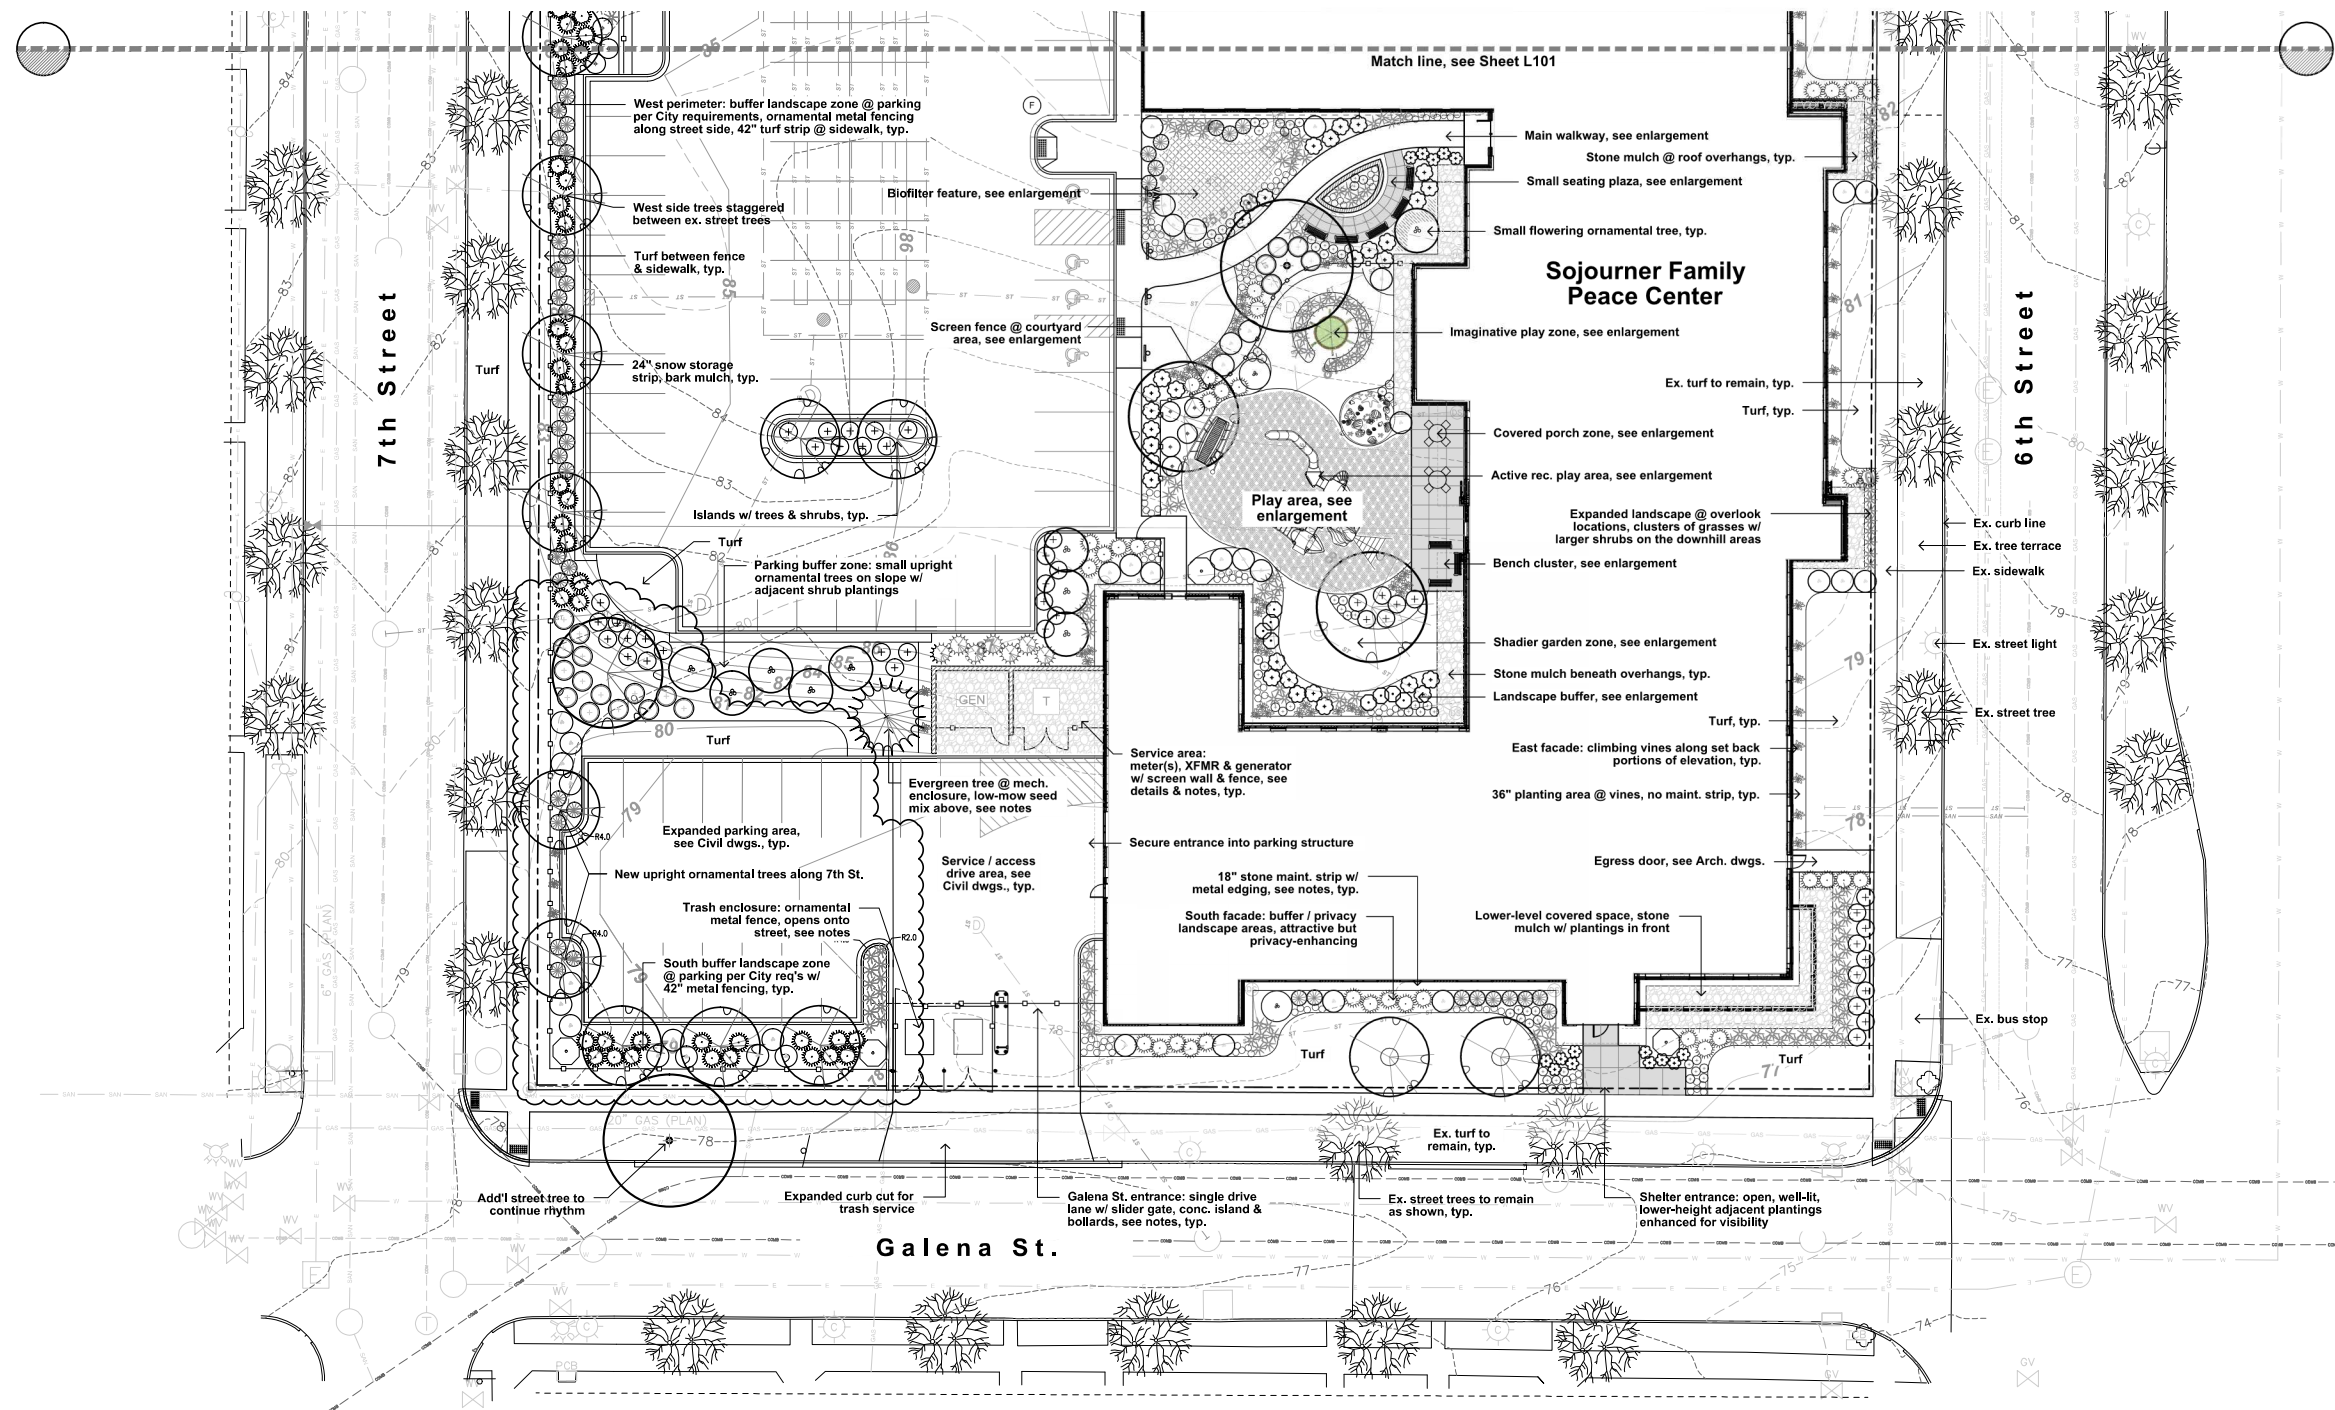 Match line, see Sheet L101
West perimeter: buffer landscape zone @ parking
per City requirements, ornamental metal fencing
along street side, 42" turf strip @ sidewalk, typ.
Main walkway, see enlargement
Stone mulch @ roof overhangs, typ.
Small seating plaza, see enlargement
Biofilter feature, see enlargement
West side trees staggered
between ex. street trees
Small flowering ornamental tree, typ.
Turf between fence
& sidewalk, typ.
Sojourner Family
Peace Center
7th Street
6th Street
Screen fence @ courtyard
area, see enlargement
Imaginative play zone, see enlargement
Turf
24" snow storage
strip, bark mulch, typ.
Ex. turf to remain, typ.
Turf, typ.
Covered porch zone, see enlargement
Active rec. play area, see enlargement
Play area, see
enlargement
Islands w/ trees & shrubs, typ.
Expanded landscape @ overlook
locations, clusters of grasses w/
larger shrubs on the downhill areas
Ex. curb line
Ex. tree terrace
Ex. sidewalk
Turf
Parking buffer zone: small upright
ornamental trees on slope w/
adjacent shrub plantings
Bench cluster, see enlargement
Shadier garden zone, see enlargement
Ex. street light
Stone mulch beneath overhangs, typ.
Landscape buffer, see enlargement
GEN
T
Ex. street tree
Turf, typ.
Turf
East facade: climbing vines along set back
portions of elevation, typ.
Service area:
meter(s), XFMR & generator
w/ screen wall & fence, see
details & notes, typ.
Evergreen tree @ mech.
enclosure, low-mow seed
mix above, see notes
36" planting area @ vines, no maint. strip, typ.
Expanded parking area,
see Civil dwgs., typ.
R4.0
Secure entrance into parking structure
Service / access
drive area, see
Civil dwgs., typ.
Egress door, see Arch. dwgs.
New upright ornamental trees along 7th St.
18" stone maint. strip w/
metal edging, see notes, typ.
Trash enclosure: ornamental
metal fence, opens onto
street, see notes
South facade: buffer / privacy
landscape areas, attractive but
privacy-enhancing
Lower-level covered space, stone
mulch w/ plantings in front
R4.0
R2.0
South buffer landscape zone
@ parking per City req's w/
42" metal fencing, typ.
6" GAS (PLAN)
Ex. bus stop
Turf
Turf
20" GAS (PLAN)
Ex. turf to
remain, typ.
Add'l street tree to
continue rhythm
Expanded curb cut for
trash service
Galena St. entrance: single drive
lane w/ slider gate, conc. island &
bollards, see notes, typ.
Ex. street trees to remain
as shown, typ.
Shelter entrance: open, well-lit,
lower-height adjacent plantings
enhanced for visibility
Galena St.
PCB